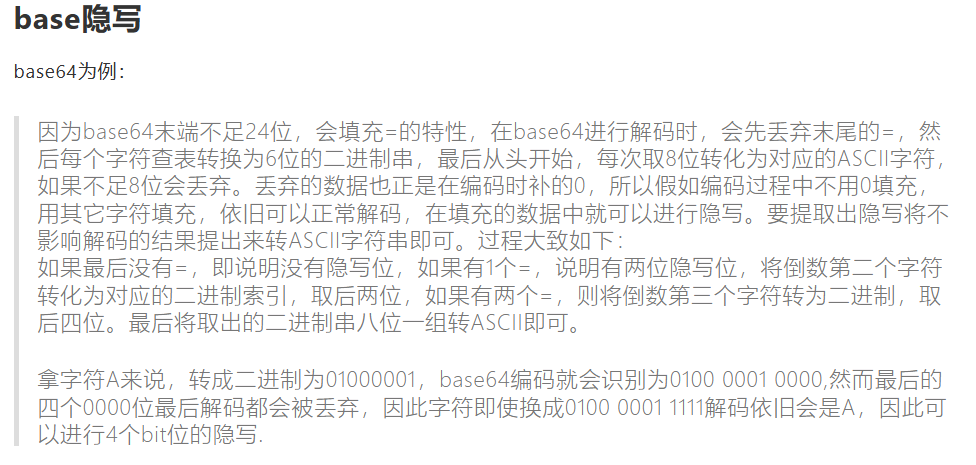 base隐写
base64为例：
因为base64末端不足24位，会填充=的特性，在base64进行解码时，会先丢弃末尾的=，然
后每个字符查表转换为6位的二进制串，最后从头开始，每次取8位转化为对应的ASCII字符，
如果不足8位会丢弃。丢弃的数据也正是在编码时补的0，所以假如编码过程中不用0填充，
用其它字符填充，依旧可以正常解码，在填充的数据中就可以进行隐写。要提取出隐写将不
影响解码的结果提出来转ASCII字符串即可。过程大致如下：
如果最后没有=，即说明没有隐写位，如果有1个=，说明有两位隐写位，将倒数第二个字符
转化为对应的二进制索引，取后两位，如果有两个=，则将倒数第三个字符转为二进制，取
后四位。最后将取出的二进制串八位一组转ASCII即可。
拿字符A来说，转成二进制为01000001，base64编码就会识别为0100 0001 0000,然而最后的
四个0000位最后解码都会被丢弃，因此字符即使换成0100 0001 1111解码依旧会是A，因此可
以进行4个bit位的隐写.